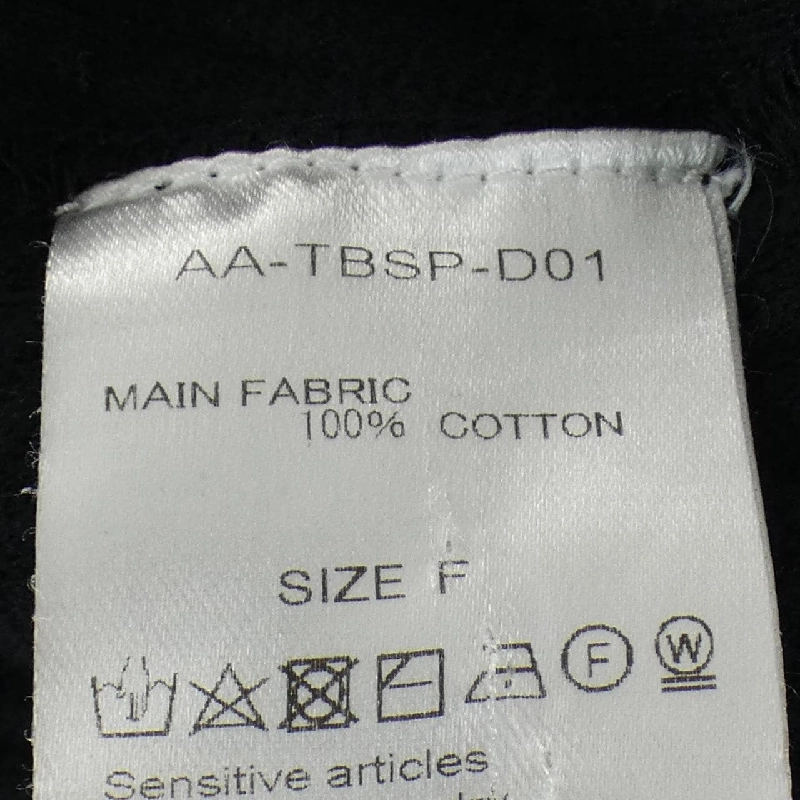 AA-TBSP-D01
MAIN FABRIC
100% COTTON
SIZE F
F W
Sensitive articles